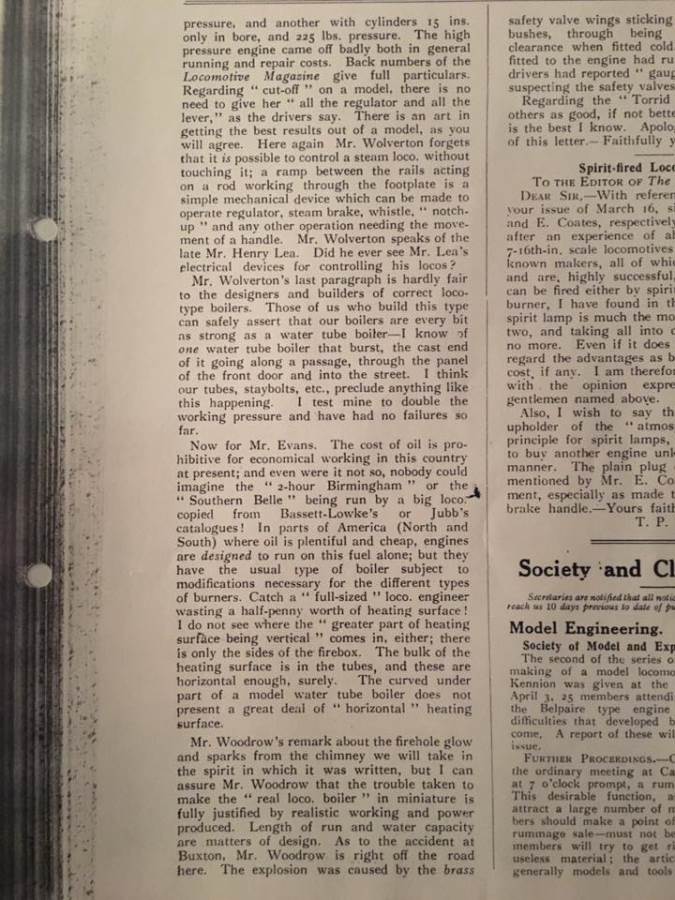 pressure, and another with cylinders 15 ins.
only in bore, and 225 lbs. pressure. The high
pressure engine came off badly both in general
running and repair costs. Back numbers of the
Locomotive Magazine give full particulars.
Regarding “ cut-off ” on a model, there is no
need to give her “ all the regulator and all the
lever,” as the drivers say. There is an art in
getting the best results out of a model, as you
will agree. Here again Mr. Wolverton forgets
that it is possible to control a steam loco. without
touching it; a ramp between the rails acting
on a rod working through the footplate is a
simple mechanical device which can be made to
operate regulator, steam brake, whistle, “ notch-
up ” and any other operation needing the move-
ment of a handle. Mr. Wolverton speaks of the
late Mr. Henry Lea. Did he ever see Mr. Lea's
electrical devices for controlling his locos?
Mr. Wolverton's last paragraph is hardly fair
to the designers and builders of correct loco-
type boilers. Those of us who build this type
can safely assert that our boilers are every bit
as strong as a water tube boiler—I know of
one water tube boiler that burst, the cast end
of it going along a passage, through the panel
of the front door and into the street. I think
our tubes, staybolts, etc., preclude anything like
this happening. I test mine to double the
working pressure and have had no failures so
far.
Now for Mr. Evans. The cost of oil is pro-
hibitive for economical working in this country
at present; and even were it not so, nobody could
imagine the “ 2-hour Birmingham ” or the
“ Southern Belle ” being run by a big loco.
copied from Bassett-Lowke's or Jubb's
catalogues! In parts of America (North and
South) where oil is plentiful and cheap, engines
are designed to run on this fuel alone; but they
have the usual type of boiler subject to
modifications necessary for the different types
of burners. Catch a “ full-sized ” loco. engineer
wasting a half-penny worth of heating surface!
I do not see where the “ greater part of heating
surface being vertical ” comes in, either; there
is only the sides of the firebox. The bulk of the
heating surface is in the tubes, and these are
horizontal enough, surely. The curved under
part of a model water tube boiler does not
present a great deal of “ horizontal ” heating
surface.
Mr. Woodrow's remark about the firehole glow
and sparks from the chimney we will take in
the spirit in which it was written, but I can
assure Mr. Woodrow that the trouble taken to
make the “ real loco. boiler ” in miniature is
fully justified by realistic working and power
produced. Length of run and water capacity
are matters of design. As to the accident at
Buxton, Mr. Woodrow is right off the road
here. The explosion was caused by the brass
safety valve wings sticking
bushes, through being
clearance when fitted cold
fitted to the engine had ru
drivers had reported “ gaug
suspecting the safety valves
Regarding the “ Torrid
others as good, if not bette
is the best I know. Apolo
of this letter.— Faithfully y
Spirit-fired Loco
To the Editor of The
Dear Sir,—With referen
your issue of March 16, si
and E. Coates, respectively
after an experience of al
7-16th-in. scale locomotives
known makers, all of whic
and are, highly successful,
can be fired either by spiri
burner, I have found in th
spirit lamp is much the mo
two, and taking all into c
no more. Even if it does
regard the advantages as b
cost, if any. I am therefor
with the opinion expre
gentlemen named above.
Also, I wish to say th
upholder of the “ atmos
principle for spirit lamps,
to buy another engine unl
manner. The plain plug
mentioned by Mr. E. Co
ment, especially as made t
brake handle.—Yours faith
T. P.
Society and Cl
Secretaries are notified that all notic
reach us 10 days previous to date of pu
Model Engineering.
Society of Model and Exp
The second of the series o
making of a model locomo
Kennion was given at the
April 3, 25 members attendi
the Belpaire type engine
difficulties that developed b
come. A report of these wil
issue.
Further Proceedings.—O
the ordinary meeting at Ca
at 7 o'clock prompt, a rum
This desirable function, a
attract a large number of m
bers should make a point of
rummage sale—must not be
members will try to get ri
useless material; the artic
generally models and tools